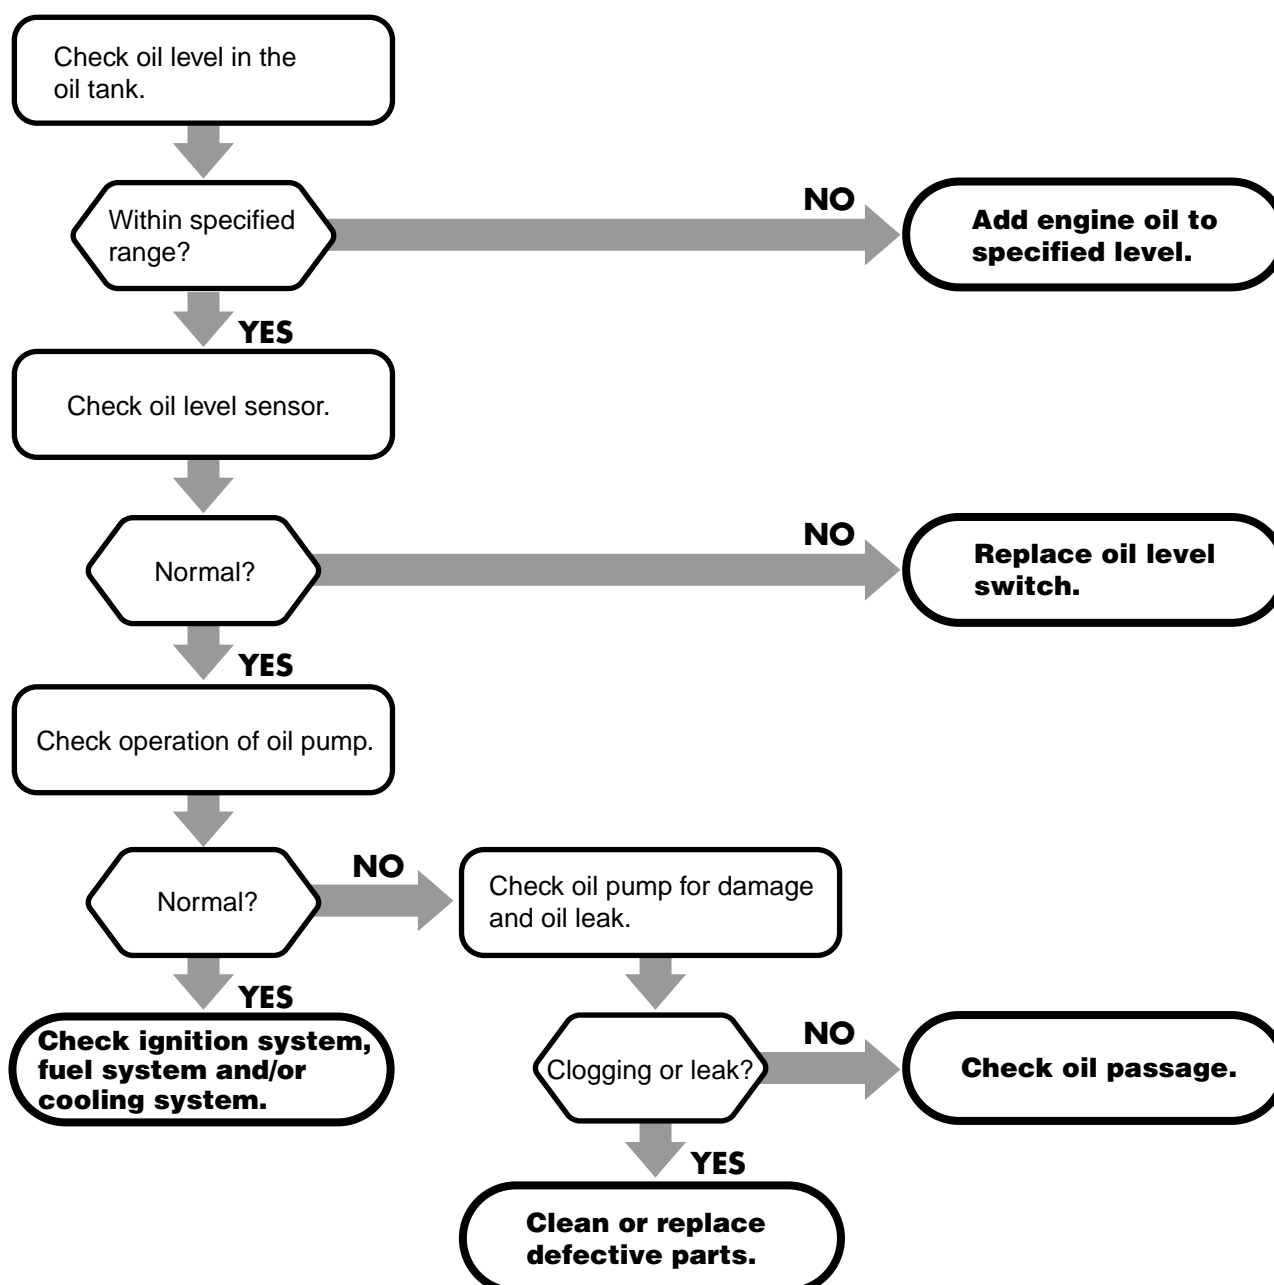 Check oil level in the
oil tank.
Within specified
range?
NO
Add engine oil to
specified level.
YES
Check oil level sensor.
Normal?
NO
Replace oil level
switch.
YES
Check operation of oil pump.
Normal?
NO
Check oil pump for damage
and oil leak.
YES
Check ignition system,
fuel system and/or
cooling system.
Clogging or leak?
NO
Check oil passage.
YES
Clean or replace
defective parts.